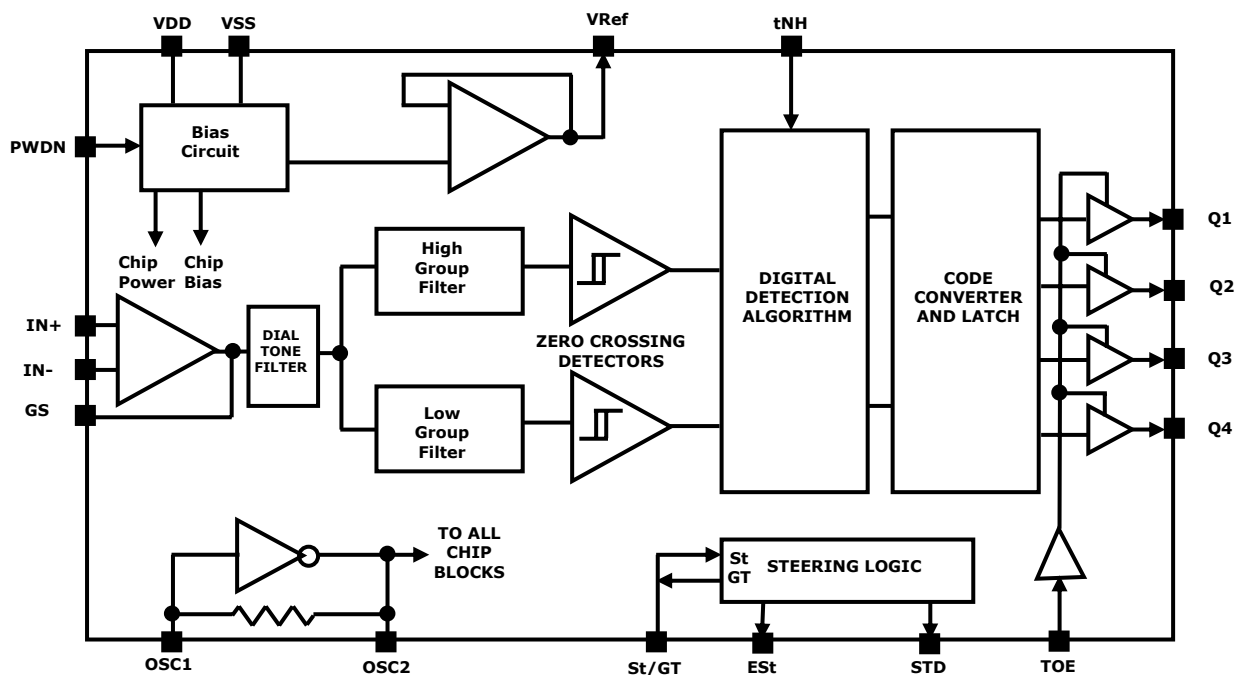 VDD
VSS
VRef
tNH
PWDN
Bias
Circuit
Chip
Power
Chip
Bias
IN+
IN-
GS
DIAL
TONE
FILTER
High
Group
Filter
Low
Group
Filter
ZERO CROSSING
DETECTORS
DIGITAL
DETECTION
ALGORITHM
CODE
CONVERTER
AND LATCH
Q1
Q2
Q3
Q4
TO ALL
CHIP
BLOCKS
St
GT
STEERING LOGIC
OSC1
OSC2
St/GT
ESt
STD
TOE